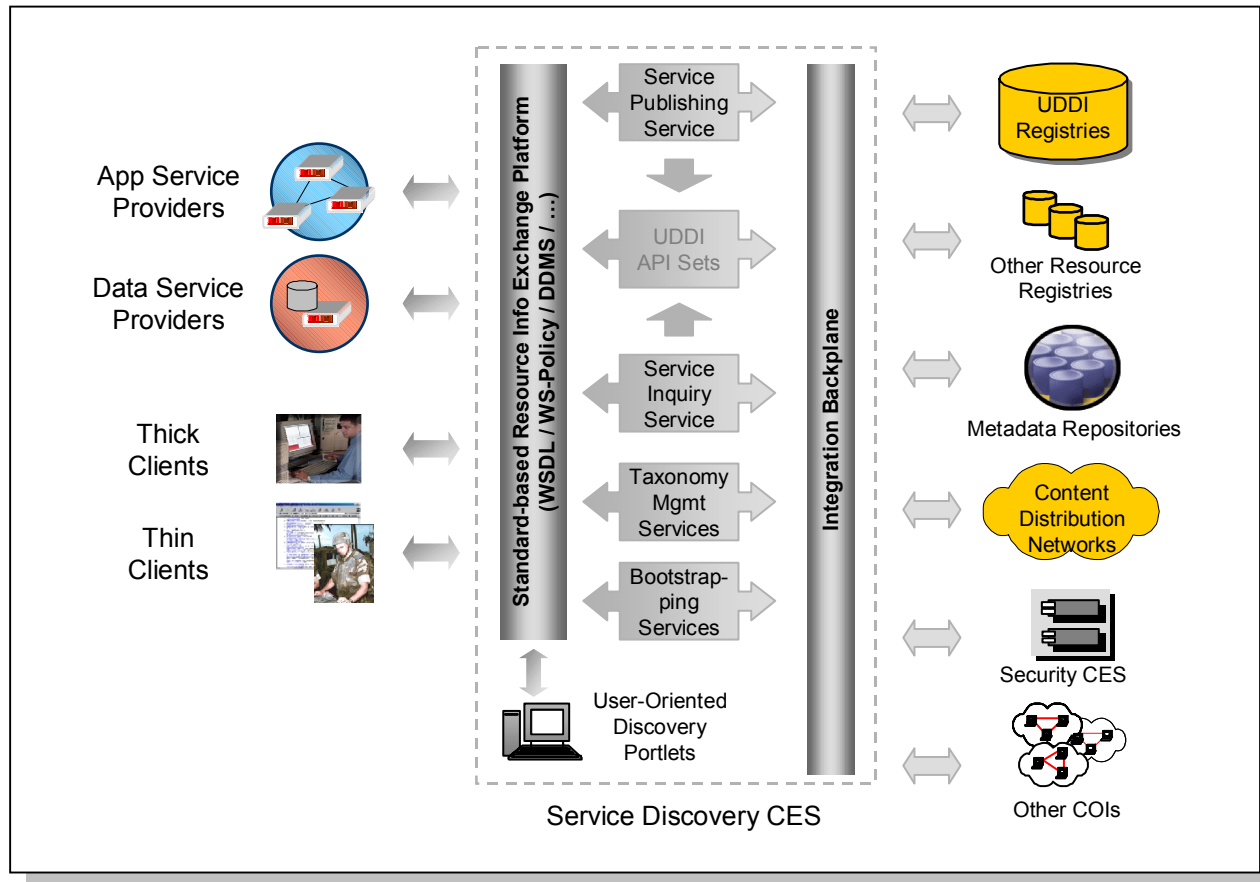 App Service
Providers
Data Service
Providers
Thick
Clients
Thin
Clients
Standard-based Resource Info Exchange Platform
(WSDL / WS-Policy / DDMS / …)
Service
Publishing
Service
UDDI
API Sets
Service
Inquiry
Service
Taxonomy
Mgmt
Services
Bootstrap-
ping
Services
User-Oriented
Discovery
Portlets
Integration Backplane
Service Discovery CES
UDDI
Registries
Other Resource
Registries
Metadata Repositories
Content
Distribution
Networks
Security CES
Other COIs